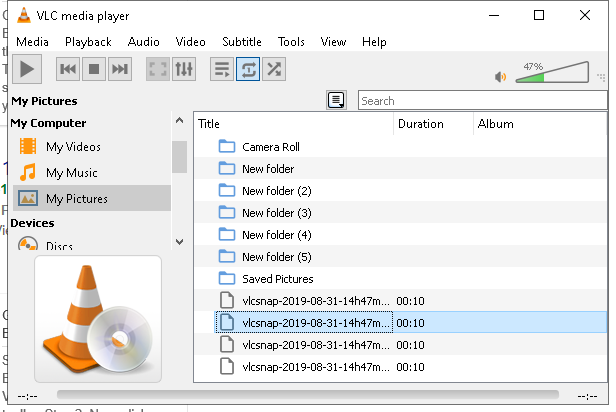 VLC media player
Media Playback Audio Video Subtitle Tools View Help
47%
My Pictures
Search
My Computer
Title Duration Album
My Videos
Camera Roll
My Music
New folder
My Pictures
New folder (2)
Devices
New folder (3)
Discs
New folder (4)
New folder (5)
Saved Pictures
vlcsnap-2019-08-31-14h47m... 00:10
vlcsnap-2019-08-31-14h47m... 00:10
vlcsnap-2019-08-31-14h47m... 00:10
vlcsnap-2019-08-31-14h47m... 00:10
--:-- --:--